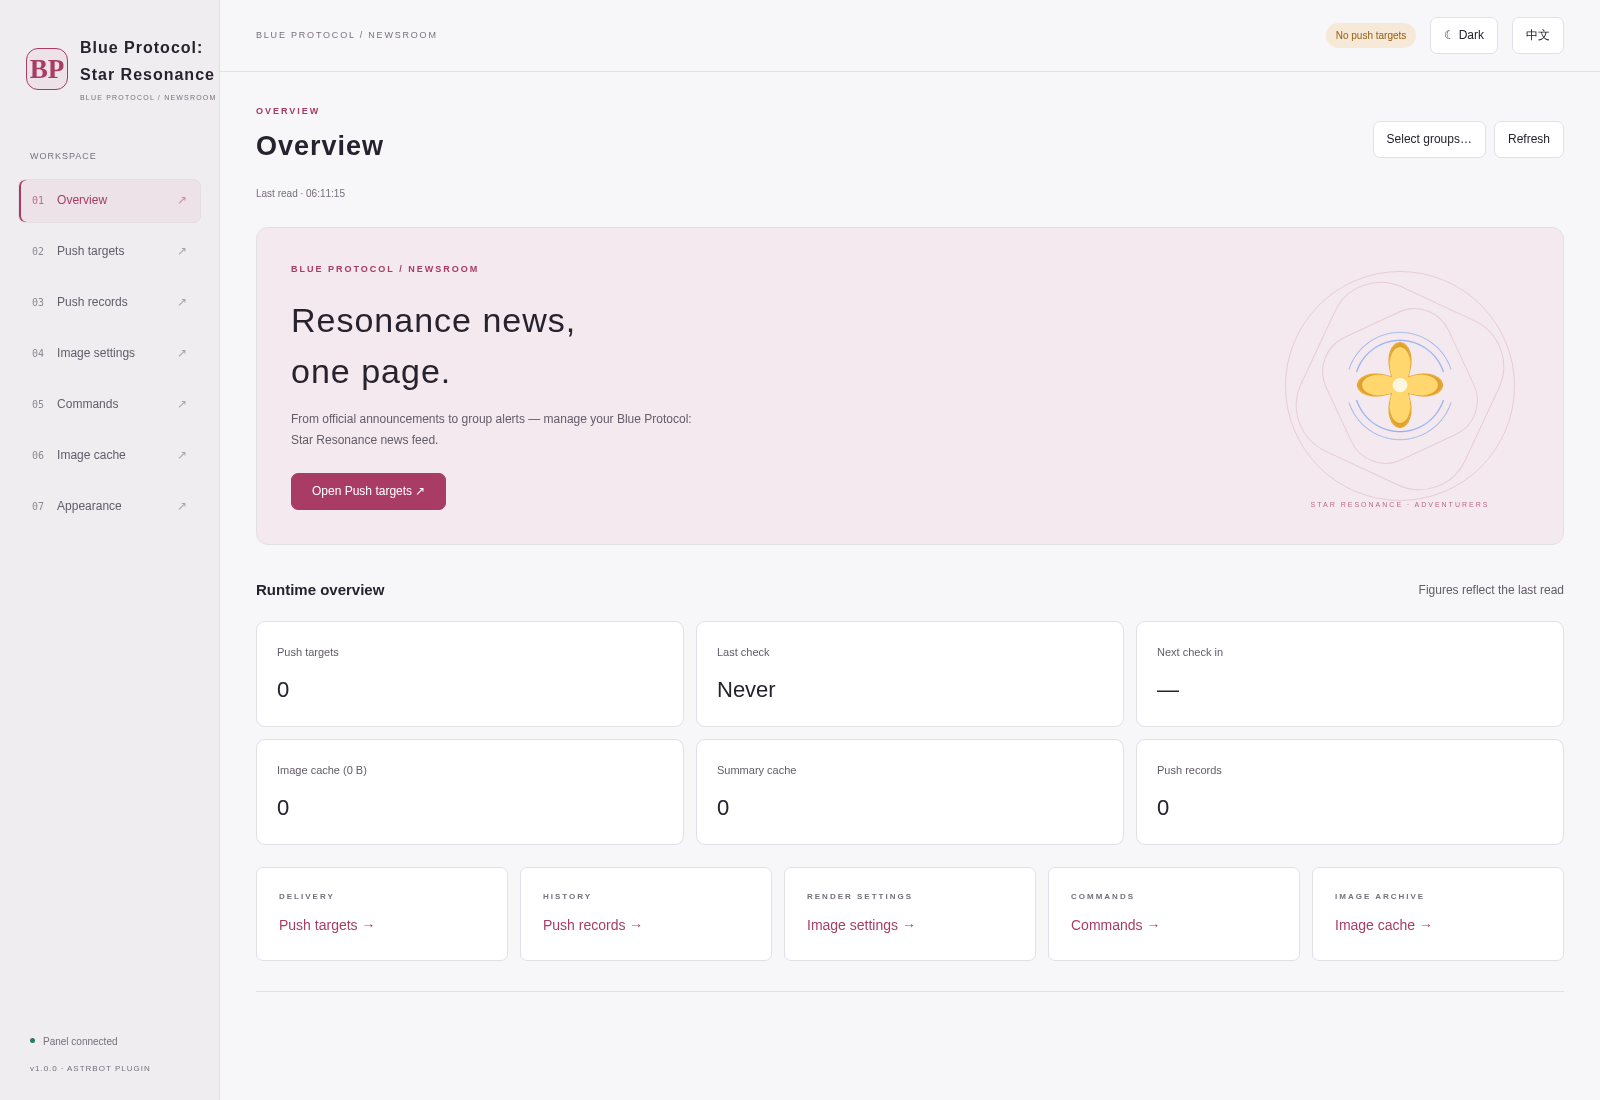 BP
Blue Protocol:
Star Resonance
BLUE PROTOCOL / NEWSROOM
WORKSPACE
01 Overview ↗
02 Push targets ↗
03 Push records ↗
04 Image settings ↗
05 Commands ↗
06 Image cache ↗
07 Appearance ↗
Panel connected
v1.0.0 · ASTRBOT PLUGIN
BLUE PROTOCOL / NEWSROOM
No push targets
☾ Dark
中文
OVERVIEW
Overview
Select groups…
Refresh
Last read · 06:11:15
BLUE PROTOCOL / NEWSROOM
Resonance news,
one page.
From official announcements to group alerts — manage your Blue Protocol:
Star Resonance news feed.
Open Push targets ↗
STAR RESONANCE · ADVENTURERS
Runtime overview
Figures reflect the last read
Push targets
0
Last check
Never
Next check in
—
Image cache (0 B)
0
Summary cache
0
Push records
0
DELIVERY
Push targets →
HISTORY
Push records →
RENDER SETTINGS
Image settings →
COMMANDS
Commands →
IMAGE ARCHIVE
Image cache →